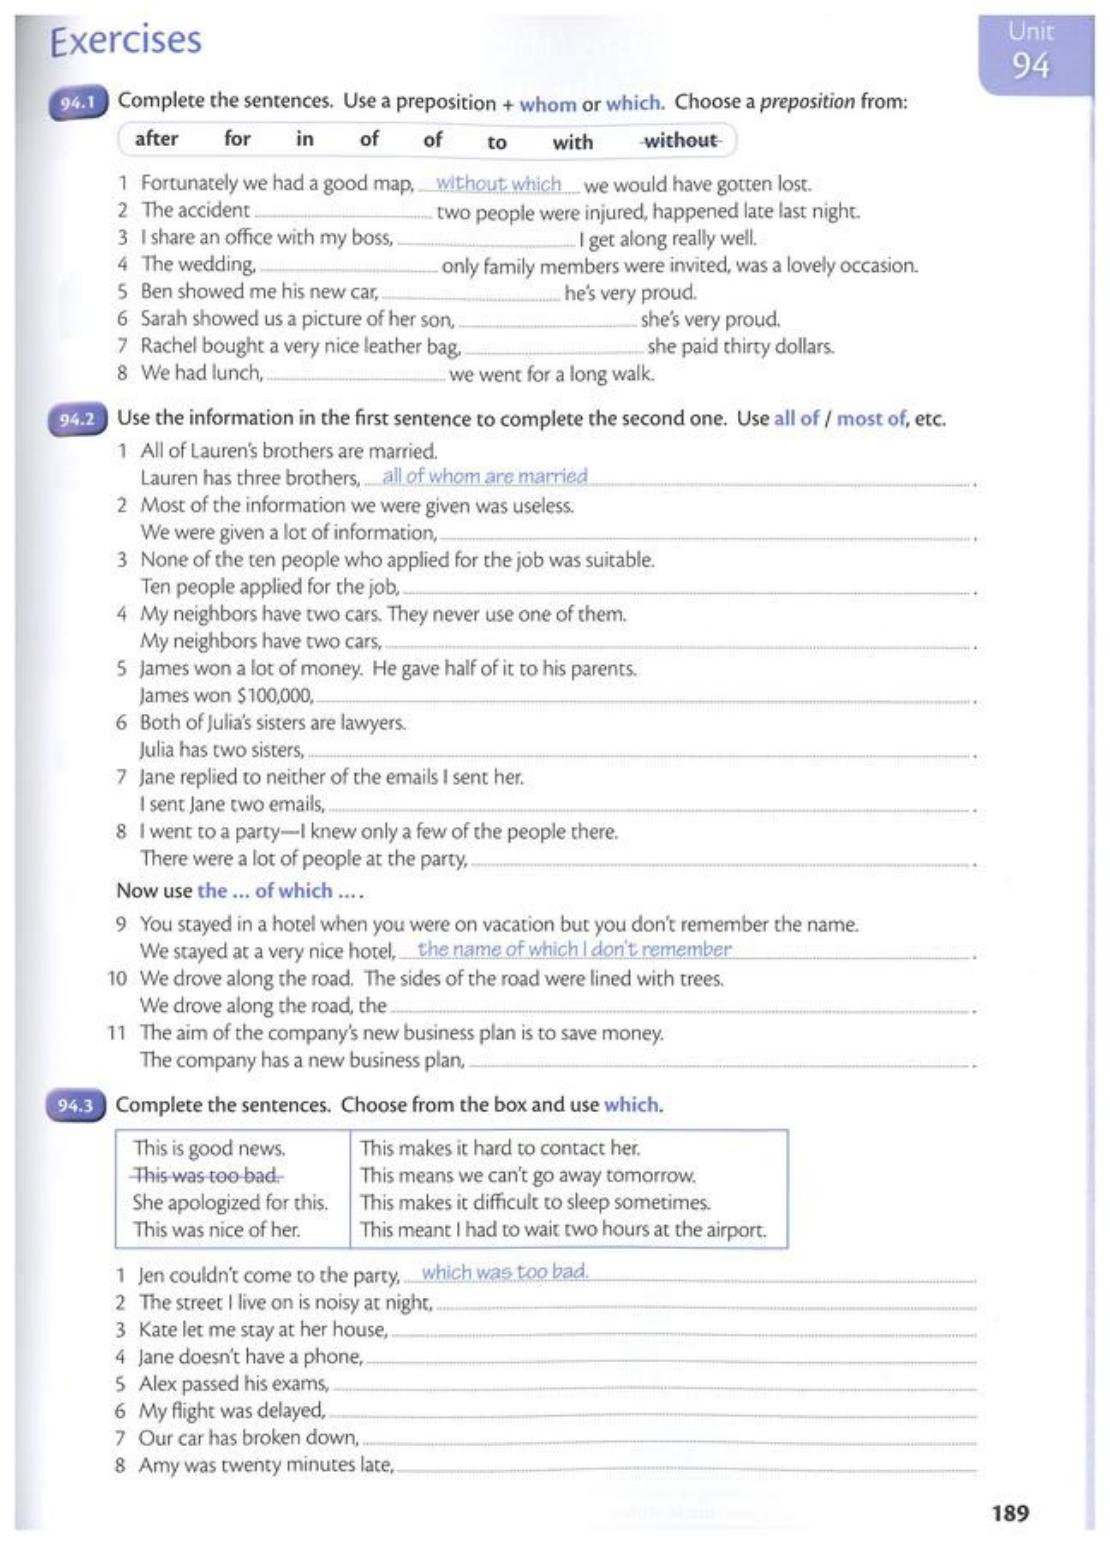 Exercises
Unit
94
94.1 Complete the sentences. Use a preposition + whom or which. Choose a preposition from:
after for in of of to with without
1 Fortunately we had a good map, without which we would have gotten lost.
2 The accident two people were injured, happened late last night.
3 I share an office with my boss, I get along really well.
4 The wedding, only family members were invited, was a lovely occasion.
5 Ben showed me his new car, he's very proud.
6 Sarah showed us a picture of her son, she's very proud.
7 Rachel bought a very nice leather bag, she paid thirty dollars.
8 We had lunch, we went for a long walk.
94.2 Use the information in the first sentence to complete the second one. Use all of / most of, etc.
1 All of Lauren's brothers are married.
Lauren has three brothers, all of whom are married .
2 Most of the information we were given was useless.
We were given a lot of information, .
3 None of the ten people who applied for the job was suitable.
Ten people applied for the job, .
4 My neighbors have two cars. They never use one of them.
My neighbors have two cars, .
5 James won a lot of money. He gave half of it to his parents.
James won $100,000, .
6 Both of Julia's sisters are lawyers.
Julia has two sisters, .
7 Jane replied to neither of the emails I sent her.
I sent Jane two emails, .
8 I went to a party—I knew only a few of the people there.
There were a lot of people at the party, .
Now use the ... of which ....
9 You stayed in a hotel when you were on vacation but you don't remember the name.
We stayed at a very nice hotel, the name of which I don't remember .
10 We drove along the road. The sides of the road were lined with trees.
We drove along the road, the .
11 The aim of the company's new business plan is to save money.
The company has a new business plan, .
94.3 Complete the sentences. Choose from the box and use which.
This is good news. This makes it hard to contact her.
This was too bad. This means we can't go away tomorrow.
She apologized for this. This makes it difficult to sleep sometimes.
This was nice of her. This meant I had to wait two hours at the airport.
1 Jen couldn't come to the party, which was too bad.
2 The street I live on is noisy at night,
3 Kate let me stay at her house,
4 Jane doesn't have a phone,
5 Alex passed his exams,
6 My flight was delayed,
7 Our car has broken down,
8 Amy was twenty minutes late,
189